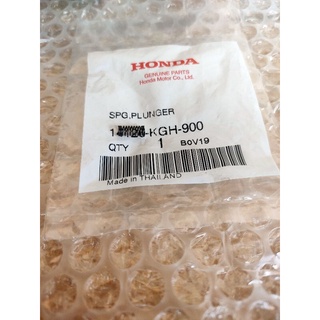 HONDA
GENUINE PARTS
Honda Motor Co., Ltd.
SPG.PLUNGER
-KGH-900
QTY 1 B0V19
Made in THAILAND